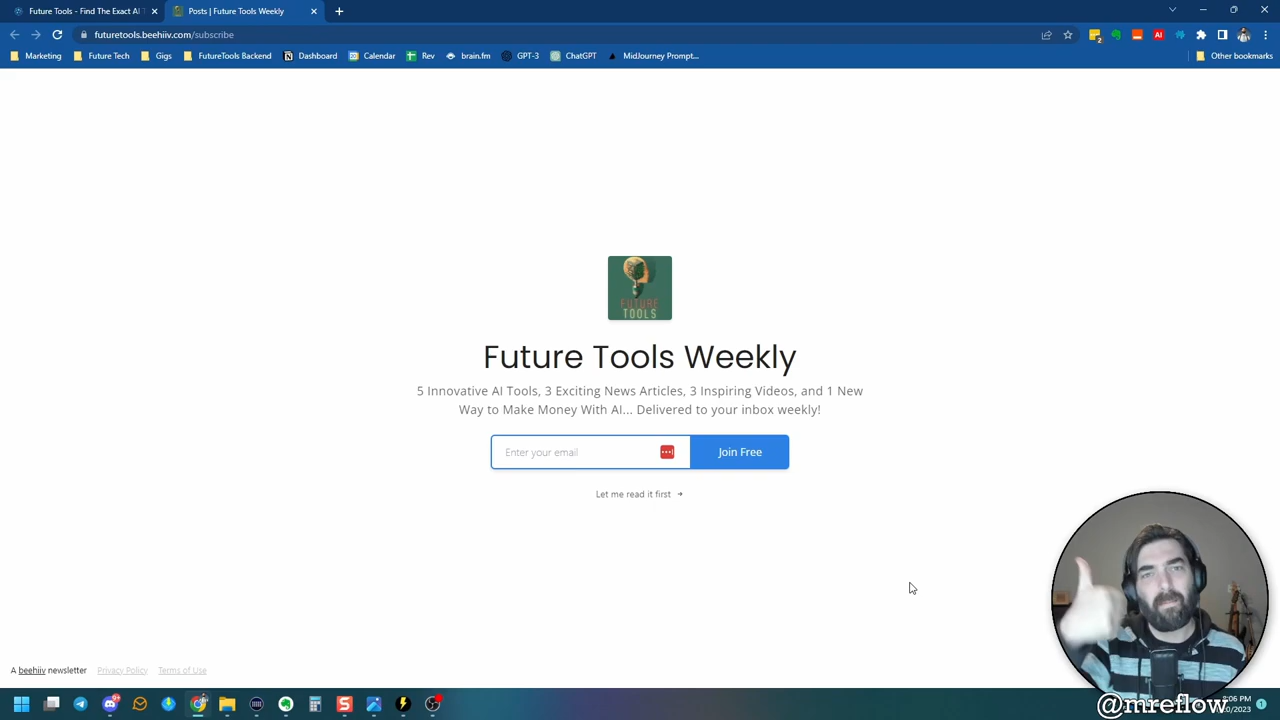 Future Tools - Find The Exact AI T
Posts | Future Tools Weekly
futuretools.beehiiv.com/subscribe
Marketing
Future Tech
Gigs
FutureTools Backend
Dashboard
Calendar
Rev
brain.fm
GPT-3
ChatGPT
MidJourney Prompt...
Other bookmarks
FUTURE
TOOLS
Future Tools Weekly
5 Innovative AI Tools, 3 Exciting News Articles, 3 Inspiring Videos, and 1 New
Way to Make Money With AI... Delivered to your inbox weekly!
Enter your email
Join Free
Let me read it first →
A beehiiv newsletter
Privacy Policy
Terms of Use
@mreflow